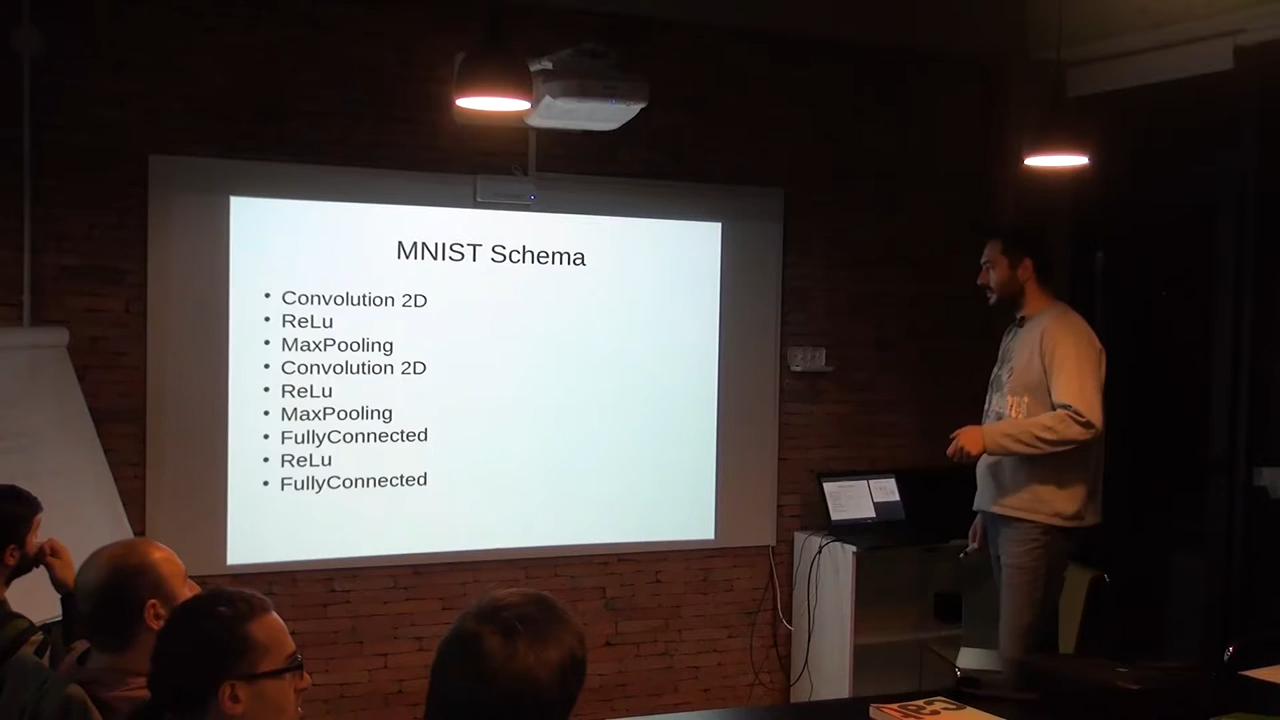 MNIST Schema
• Convolution 2D
• ReLu
• MaxPooling
• Convolution 2D
• ReLu
• MaxPooling
• FullyConnected
• ReLu
• FullyConnected